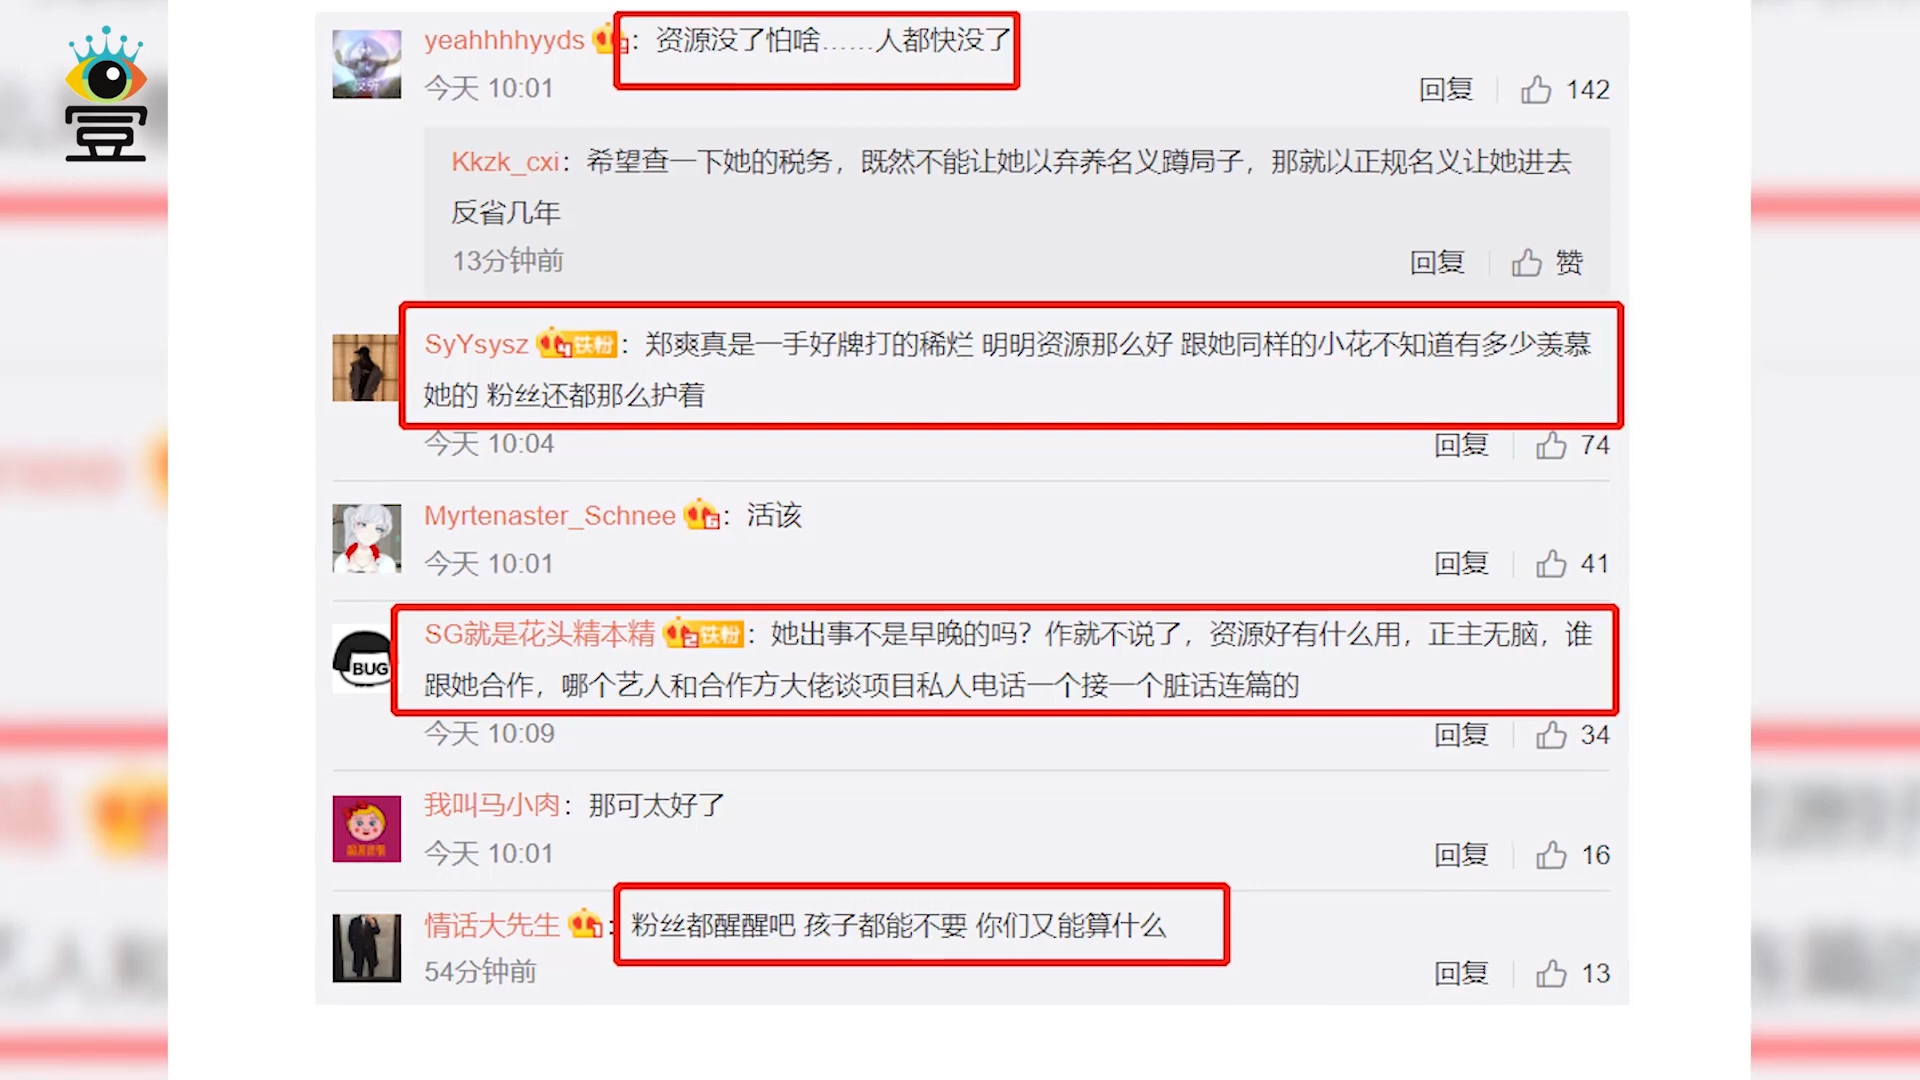 壹
yeahhhhyyds：资源没了怕啥......人都快没了
今天 10:01
回复 142
Kkzk_cxi：希望查一下她的税务，既然不能让她以弃养名义蹲局子，那就以正规名义让她进去
反省几年
13分钟前
回复 赞
SyYsysz 4铁粉：郑爽真是一手好牌打的稀烂 明明资源那么好 跟她同样的小花不知道有多少羡慕
她的 粉丝还都那么护着
今天 10:04
回复 74
Myrtenaster_Schnee 6：活该
今天 10:01
回复 41
BUG
SG就是花头精本精 2铁粉：她出事不是早晚的吗？作就不说了，资源好有什么用，正主无脑，谁
跟她合作，哪个艺人和合作方大佬谈项目私人电话一个接一个脏话连篇的
今天 10:09
回复 34
我叫马小肉：那可太好了
今天 10:01
回复 16
情话大先生 1：粉丝都醒醒吧 孩子都能不要 你们又能算什么
54分钟前
回复 13